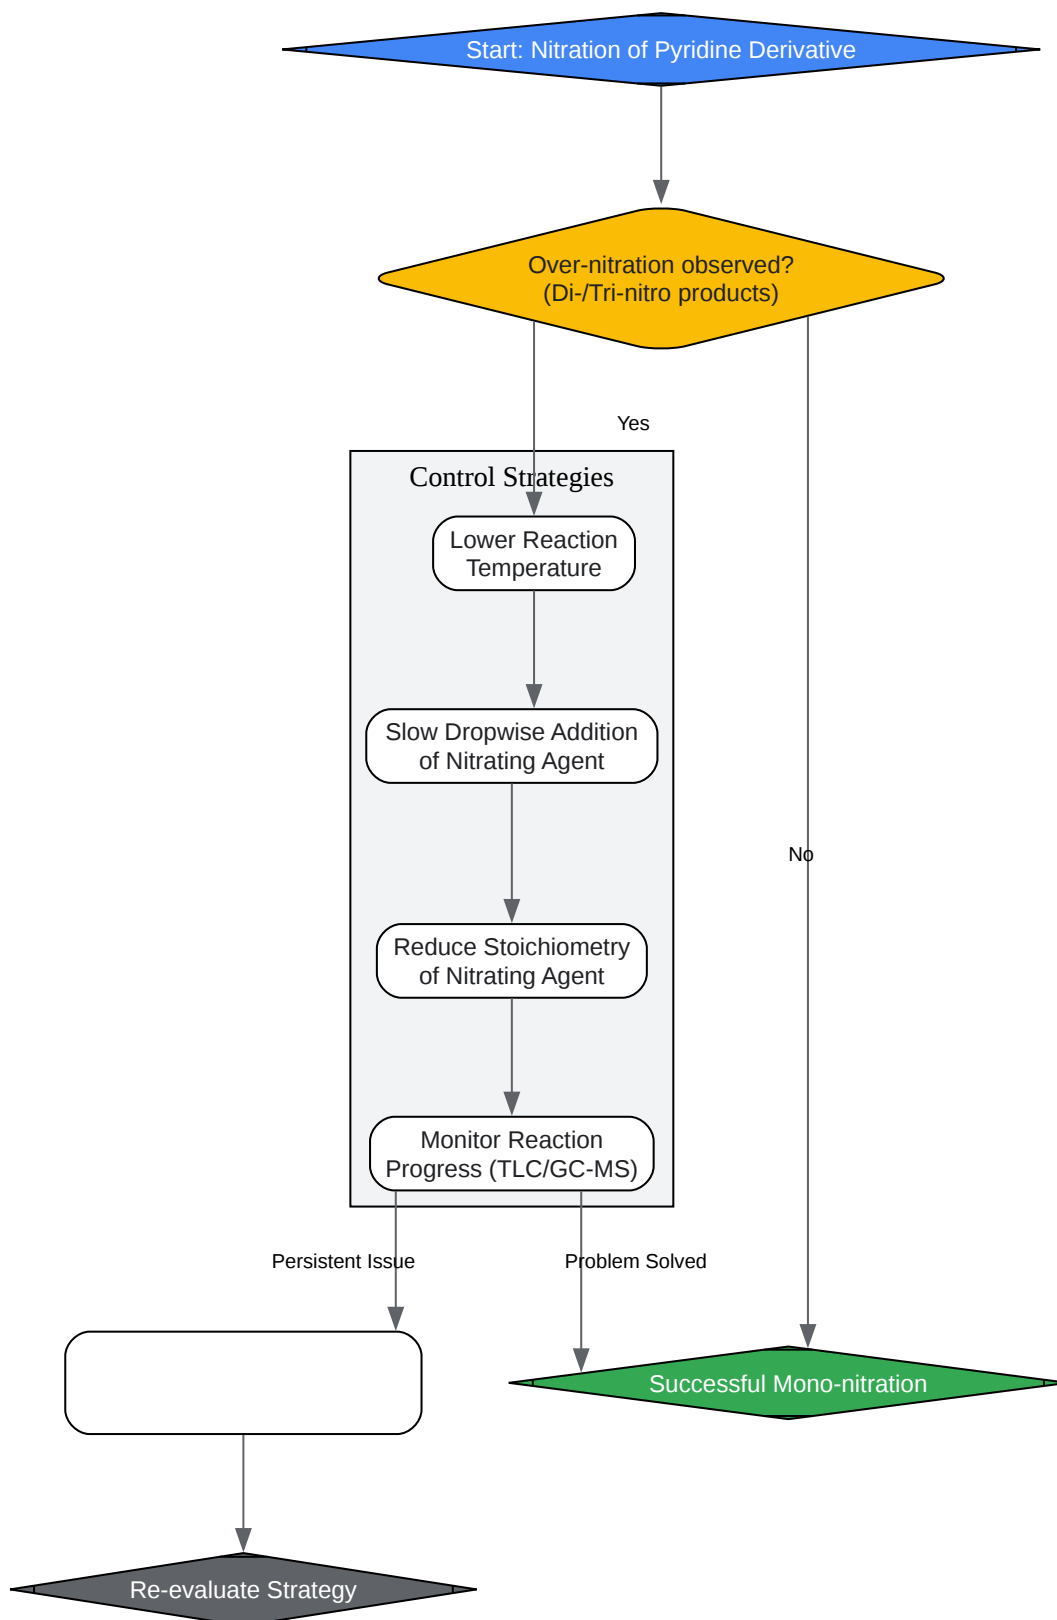 Start: Nitration of Pyridine Derivative
Over-nitration observed?
(Di-/Tri-nitro products)
Yes
Control Strategies
Lower Reaction
Temperature
Slow Dropwise Addition
of Nitrating Agent
No
Reduce Stoichiometry
of Nitrating Agent
Monitor Reaction
Progress (TLC/GC-MS)
Persistent Issue
Problem Solved
Successful Mono-nitration
Re-evaluate Strategy